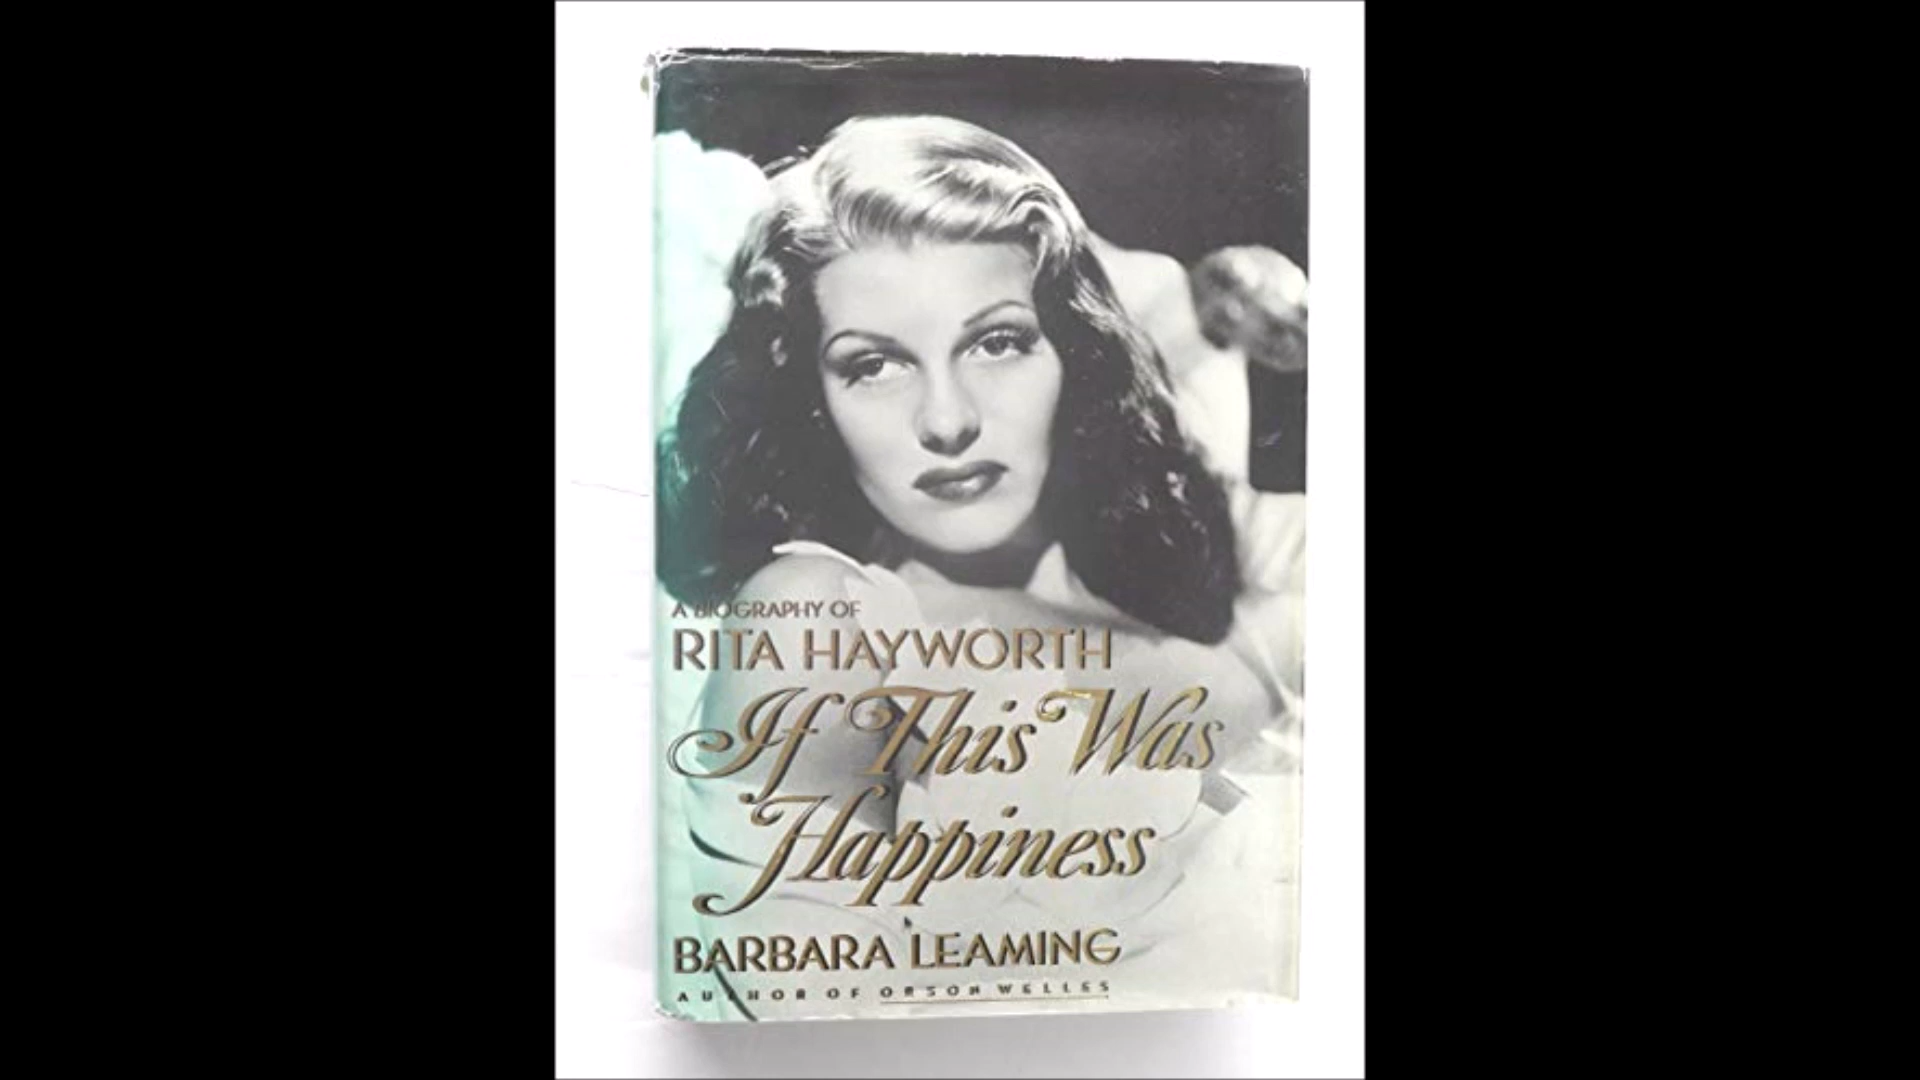 A BIOGRAPHY OF
RITA HAYWORTH
If This Was
Happiness
BARBARA LEAMING
AUTHOR OF ORSON WELLES